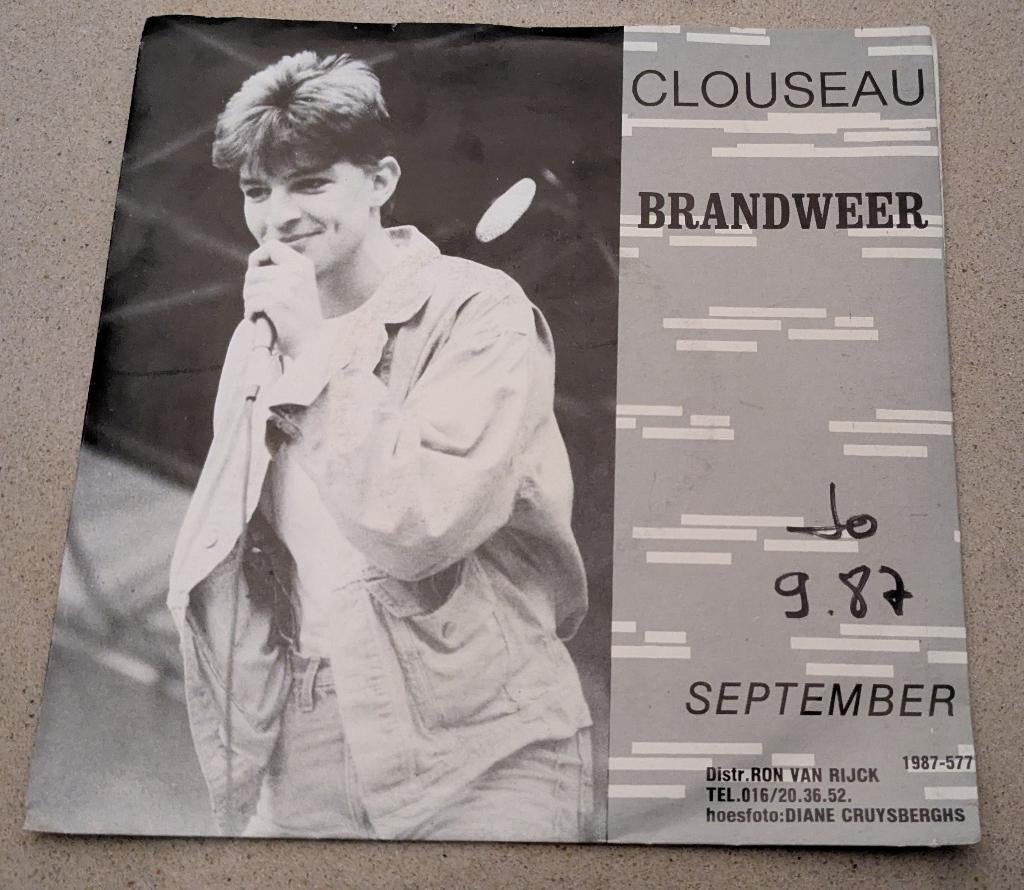 CLOUSEAU
BRANDWEER
Jo
9.87
SEPTEMBER
1987-577
Distr.RON VAN RIJCK
TEL.016/20.36.52.
hoesfoto:DIANE CRUYSBERGHS